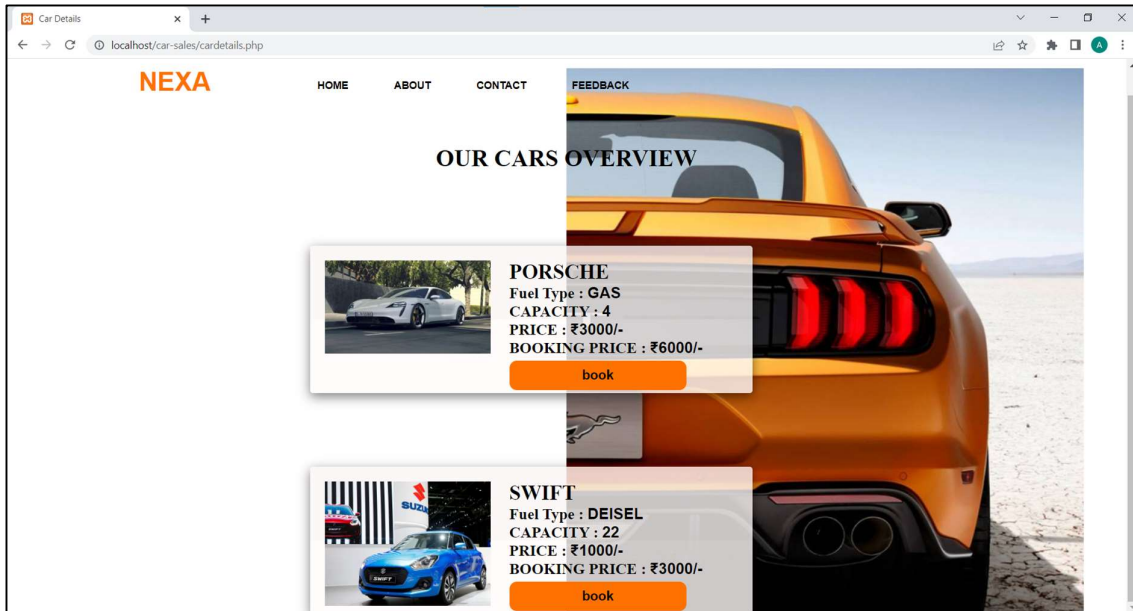 Car Details
localhost/car-sales/cardetails.php
A
NEXA
HOME ABOUT CONTACT FEEDBACK
OUR CARS OVERVIEW
PORSCHE
Fuel Type : GAS
CAPACITY : 4
PRICE : ₹3000/-
BOOKING PRICE : ₹6000/-
book
SUZU
SWIFT
SWIFT
Fuel Type : DEISEL
CAPACITY : 22
PRICE : ₹1000/-
BOOKING PRICE : ₹3000/-
book